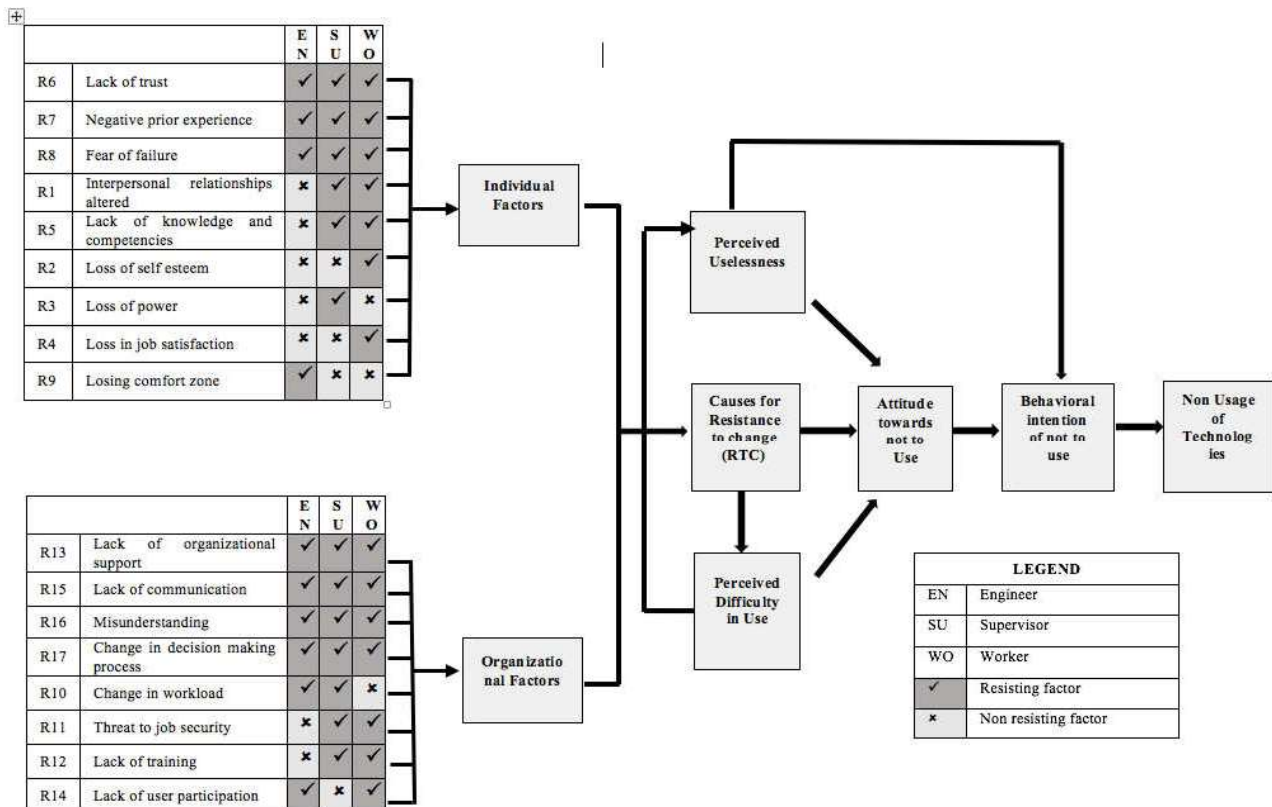 E N S U W O
R6 Lack of trust ✓ ✓ ✓
R7 Negative prior experience ✓ ✓ ✓
R8 Fear of failure ✓ ✓ ✓
R1 Interpersonal relationships altered × ✓ ✓
R5 Lack of knowledge and competencies × ✓ ✓
R2 Loss of self esteem × × ✓
R3 Loss of power × ✓ ×
R4 Loss in job satisfaction × × ✓
R9 Losing comfort zone ✓ × ×
E N S U W O
R13 Lack of organizational support ✓ ✓ ✓
R15 Lack of communication ✓ ✓ ✓
R16 Misunderstanding ✓ ✓ ✓
R17 Change in decision making process ✓ ✓ ✓
R10 Change in workload ✓ ✓ ×
R11 Threat to job security × ✓ ✓
R12 Lack of training × ✓ ✓
R14 Lack of user participation ✓ × ✓
Individual
Factors
Organizatio
nal Factors
Perceived
Uselessness
Causes for
Resistance
to change
(RTC)
Perceived
Difficulty
in Use
Attitude
towards
not to
Use
Behavioral
intention
of not to
use
Non Usage
of
Technolog
ies
LEGEND
EN Engineer
SU Supervisor
WO Worker
✓ Resisting factor
× Non resisting factor